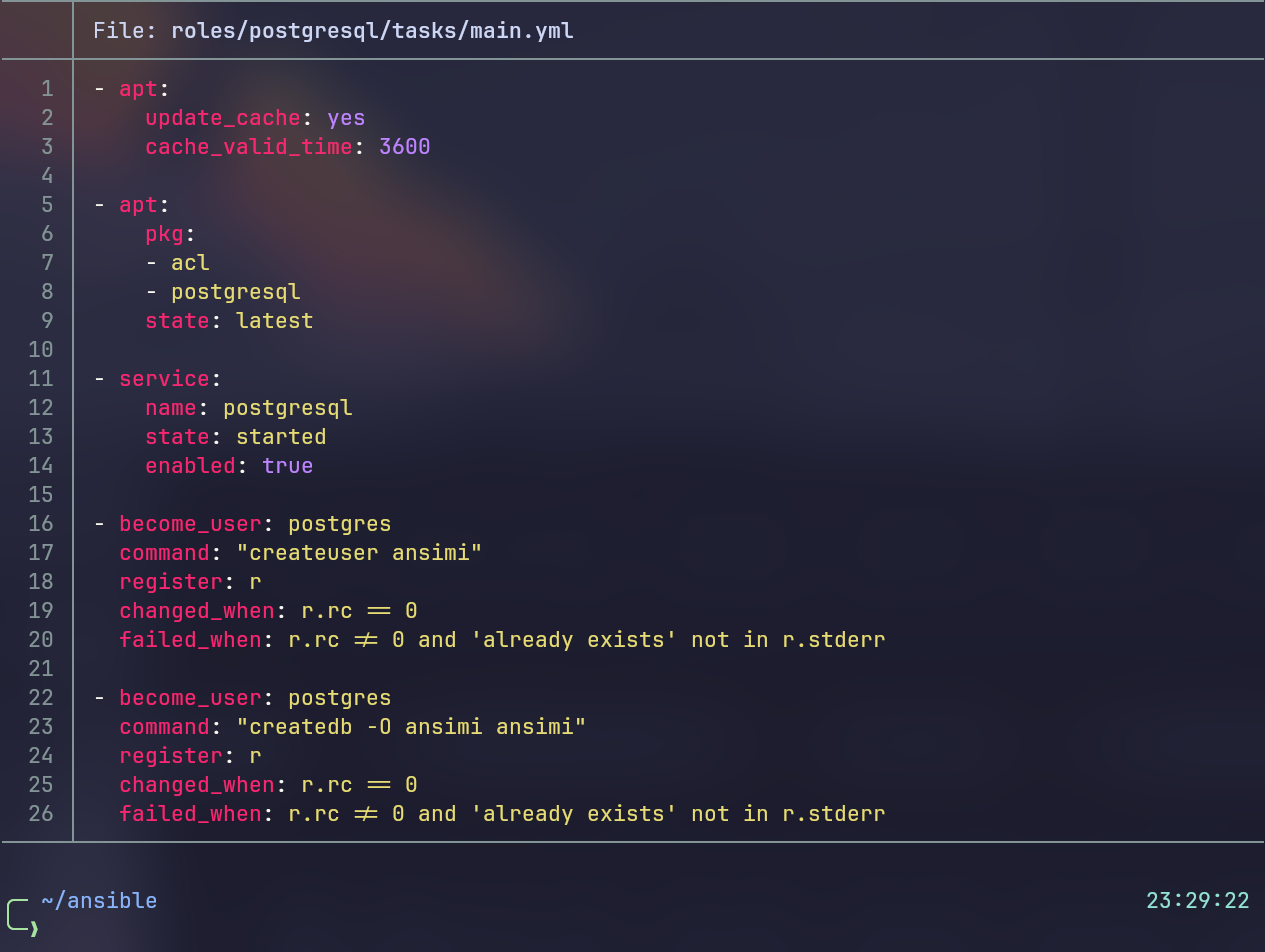 File: roles/postgresql/tasks/main.yml
1 - apt:
2     update_cache: yes
3     cache_valid_time: 3600
4
5 - apt:
6     pkg:
7     - acl
8     - postgresql
9     state: latest
10
11 - service:
12     name: postgresql
13     state: started
14     enabled: true
15
16 - become_user: postgres
17   command: "createuser ansimi"
18   register: r
19   changed_when: r.rc == 0
20   failed_when: r.rc != 0 and 'already exists' not in r.stderr
21
22 - become_user: postgres
23   command: "createdb -O ansimi ansimi"
24   register: r
25   changed_when: r.rc == 0
26   failed_when: r.rc != 0 and 'already exists' not in r.stderr
~/ansible 23:29:22